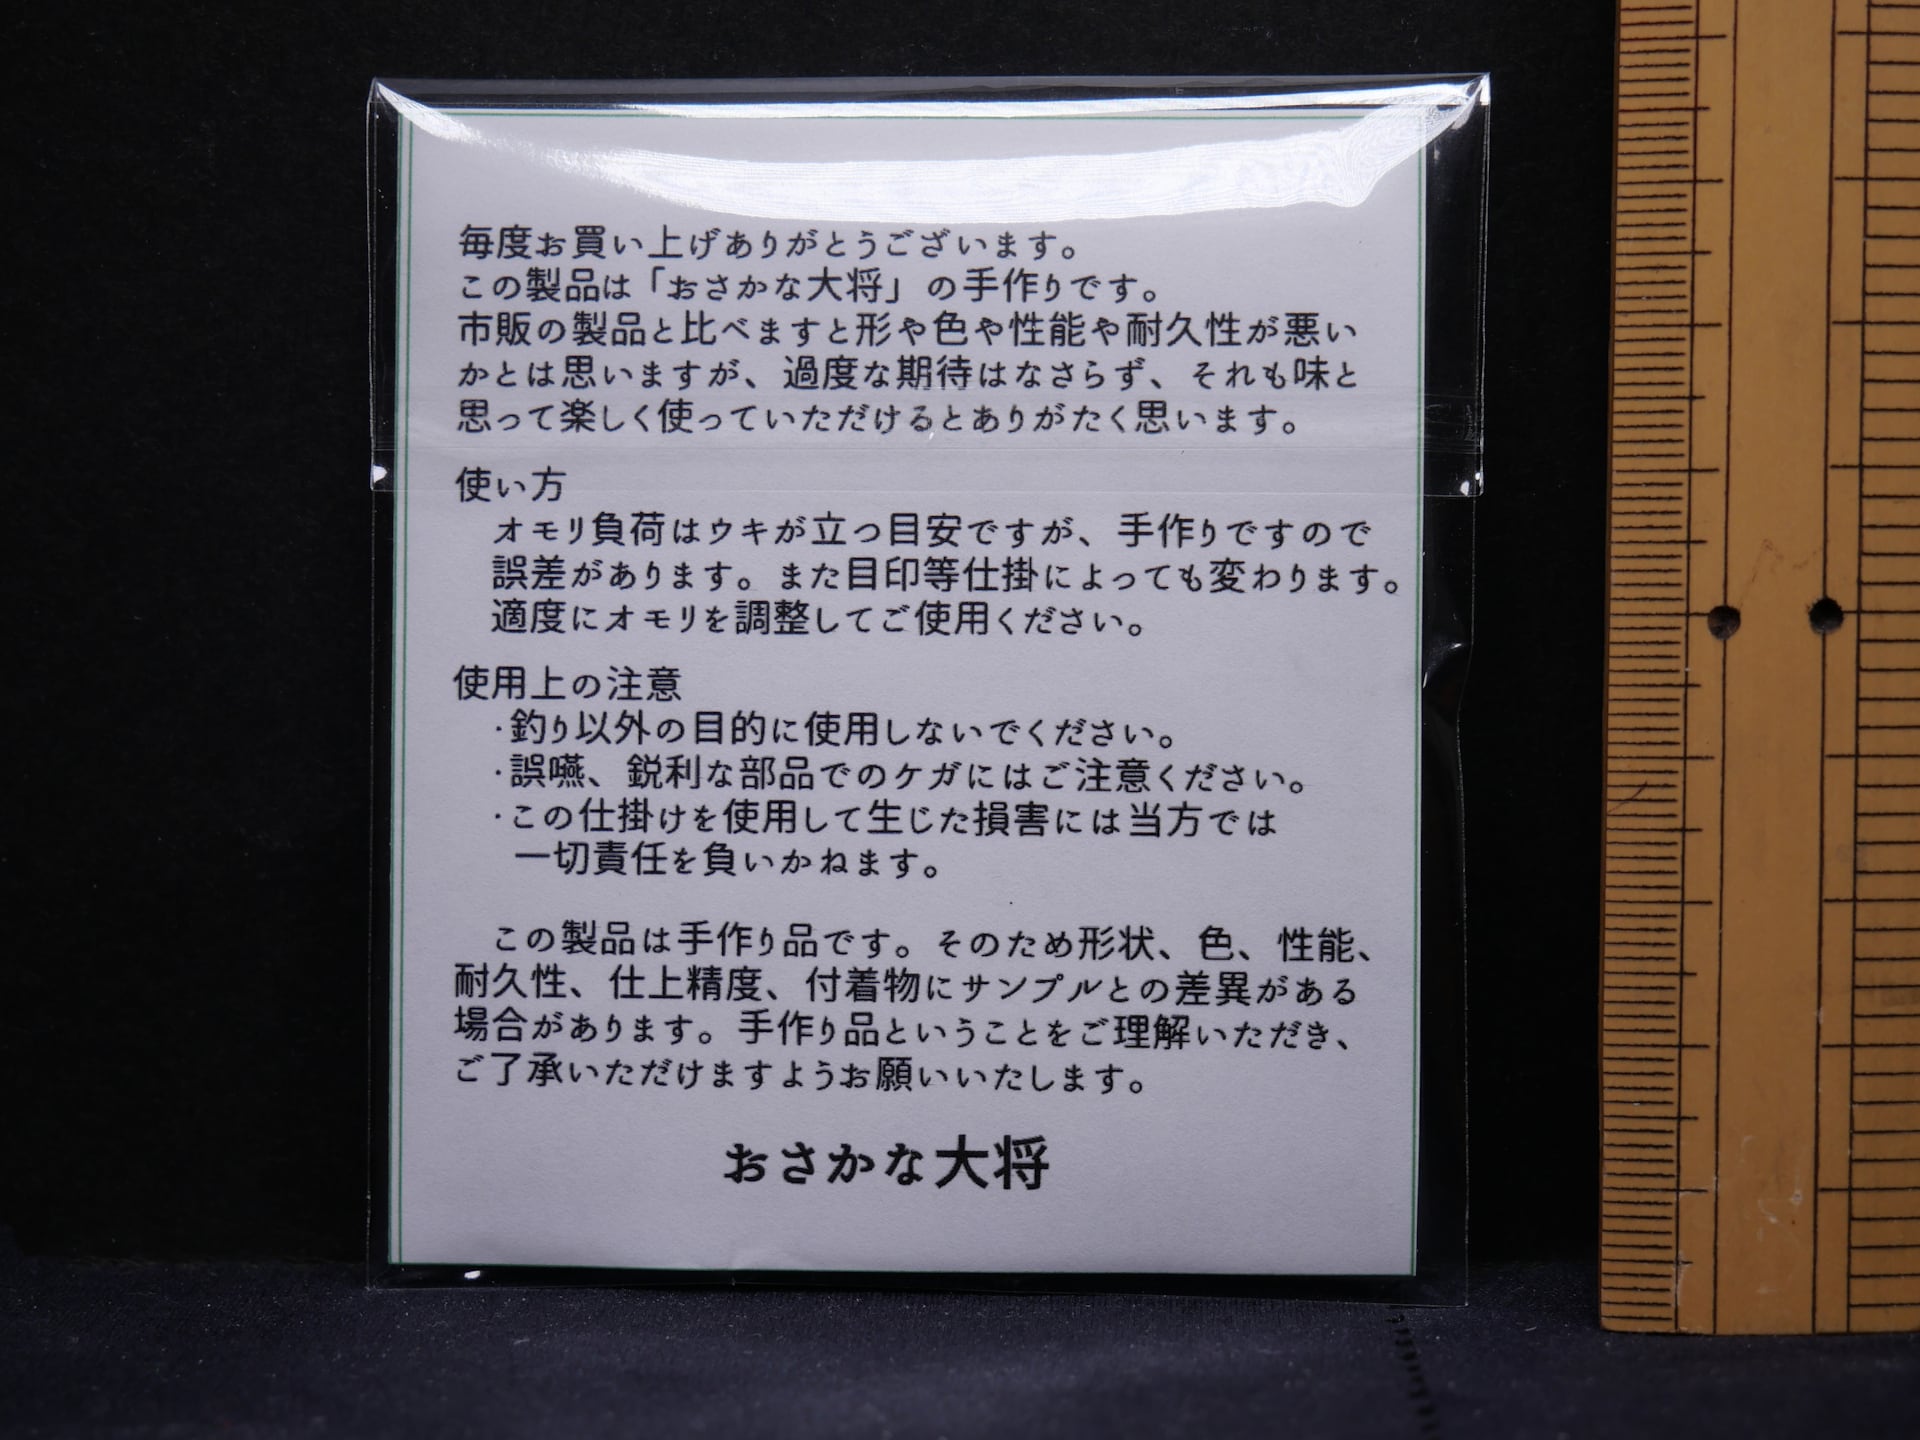 毎度お買い上げありがとうございます。
この製品は「おさかな大将」の手作りです。
市販の製品と比べますと形や色や性能や耐久性が悪い
かとは思いますが、過度な期待はなさらず、それも味と
思って楽しく使っていただけるとありがたく思います。
使い方
オモリ負荷はウキが立つ目安ですが、手作りですので
誤差があります。また目印等仕掛によっても変わります。
適度にオモリを調整してご使用ください。
使用上の注意
・釣り以外の目的に使用しないでください。
・誤嚥、鋭利な部品でのケガにはご注意ください。
・この仕掛けを使用して生じた損害には当方では
一切責任を負いかねます。
この製品は手作り品です。そのため形状、色、性能、
耐久性、仕上精度、付着物にサンプルとの差異がある
場合があります。手作り品ということをご理解いただき、
ご了承いただけますようお願いいたします。
おさかな大将